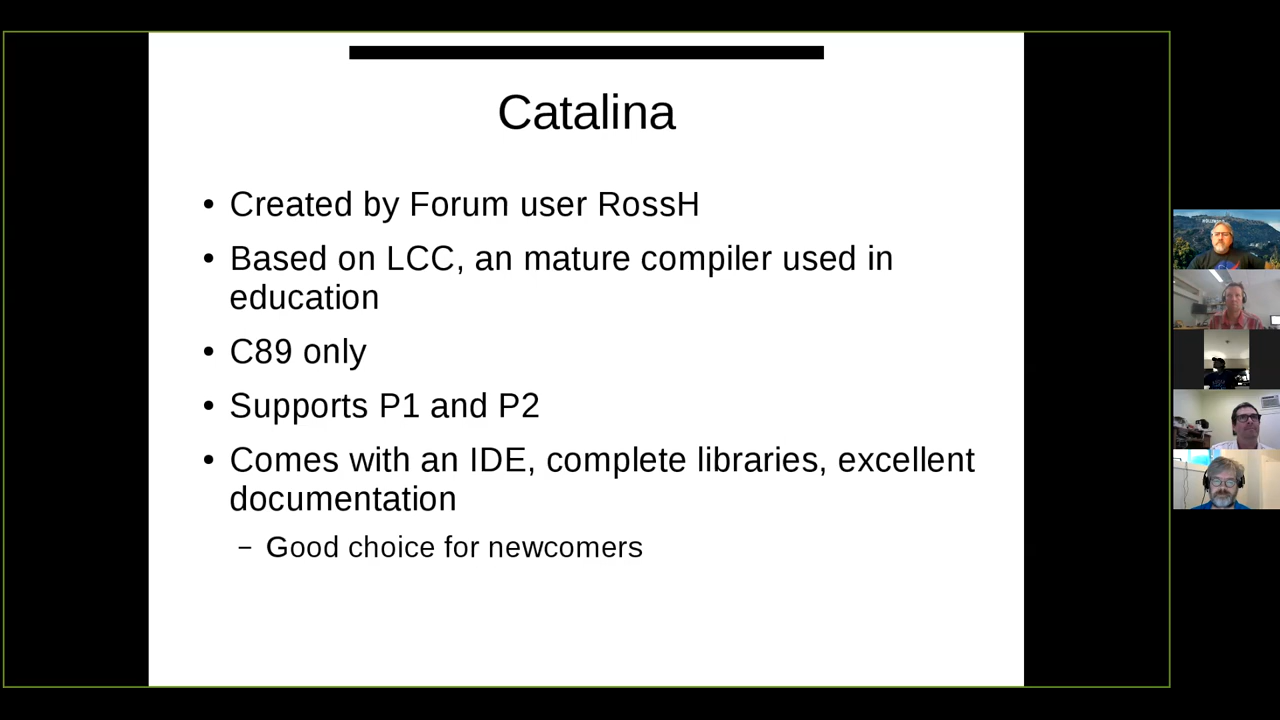 Catalina
• Created by Forum user RossH
• Based on LCC, an mature compiler used in
education
• C89 only
• Supports P1 and P2
• Comes with an IDE, complete libraries, excellent
documentation
– Good choice for newcomers